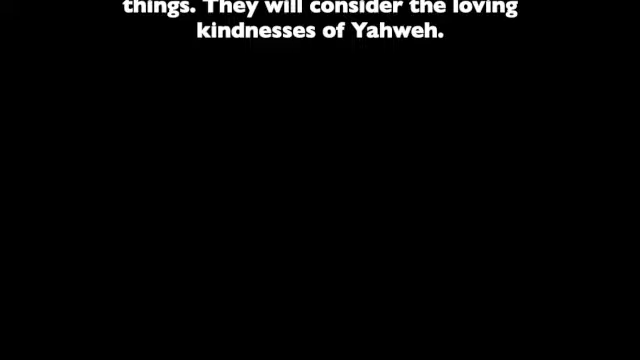 things. They will consider the loving
kindnesses of Yahweh.